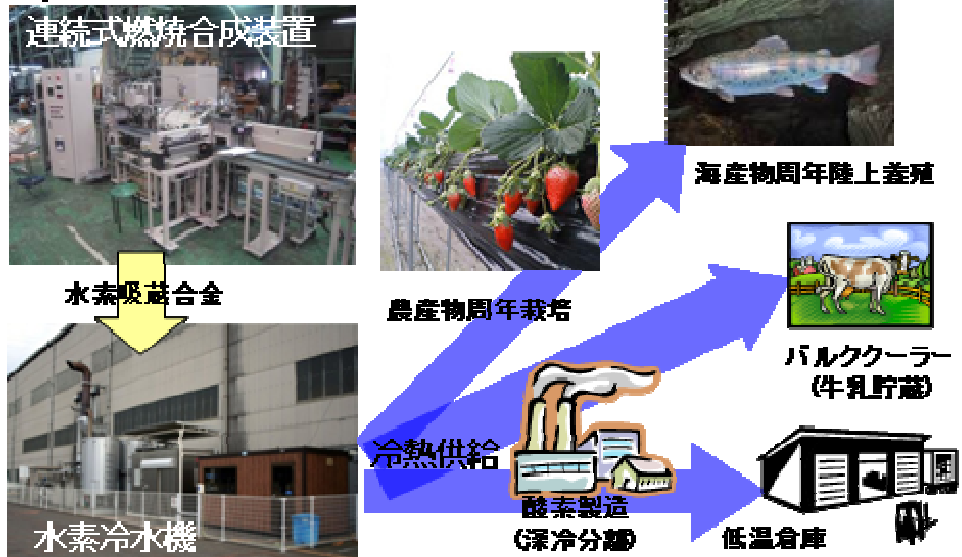 連続式燃焼合成装置
海産物周年陸上養殖
水素吸蔵合金
農産物周年栽培
バルククーラー
(牛乳貯蔵)
冷熱供給
酸素製造
(深冷分離)
低温倉庫
水素冷水機